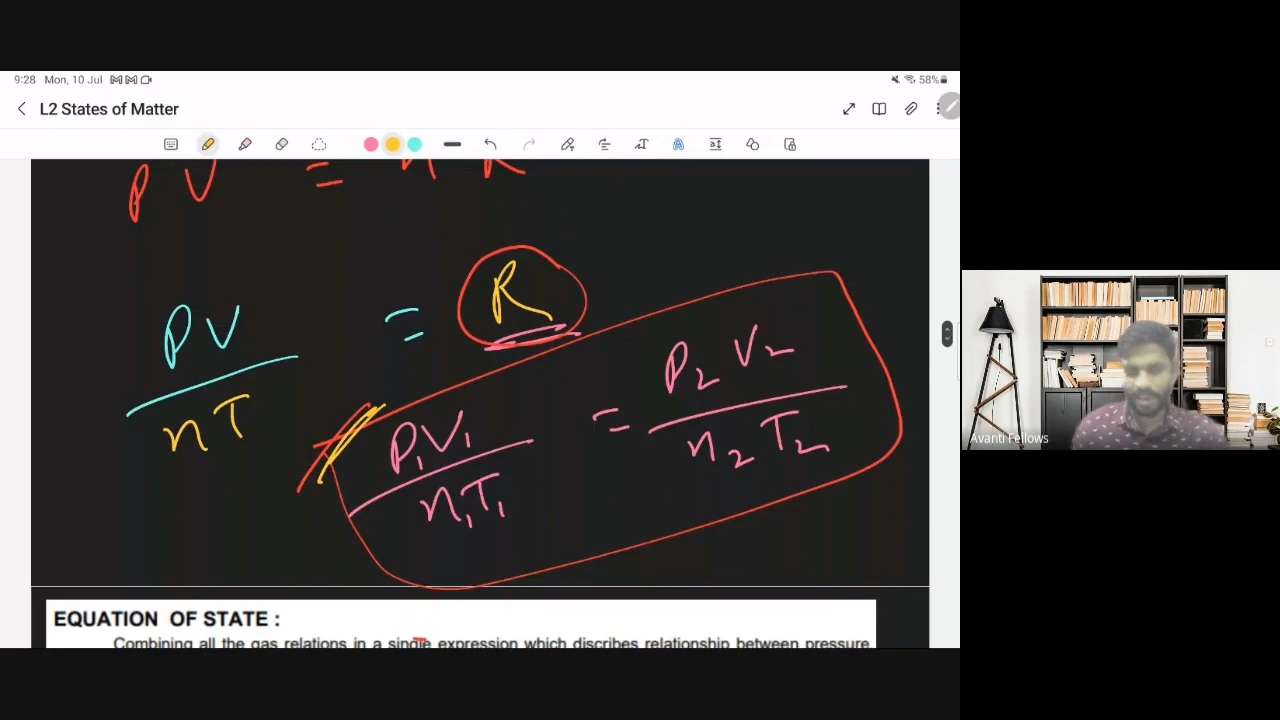 9:28 Mon, 10 Jul 58%
L2 States of Matter
PV = n R
PV/nT = R
P₁V₁/n₁T₁ = P₂V₂/n₂T₂
Avanti Fellows
EQUATION OF STATE :
Combining all the gas relations in a single expression which discribes relationship between pressure